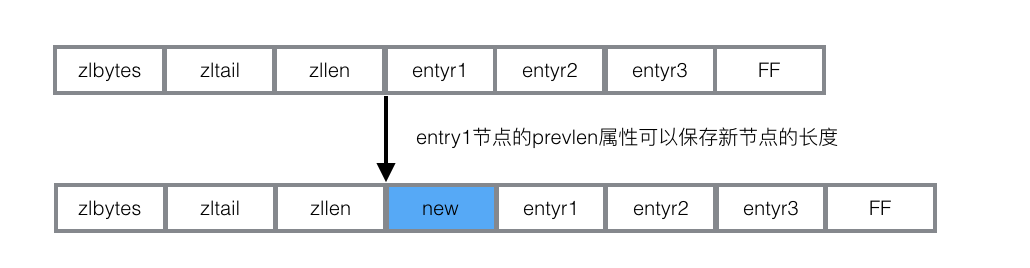 zlbytes zltail zllen entyr1 entyr2 entyr3 FF
entry1节点的prevlen属性可以保存新节点的长度
zlbytes zltail zllen new entyr1 entyr2 entyr3 FF